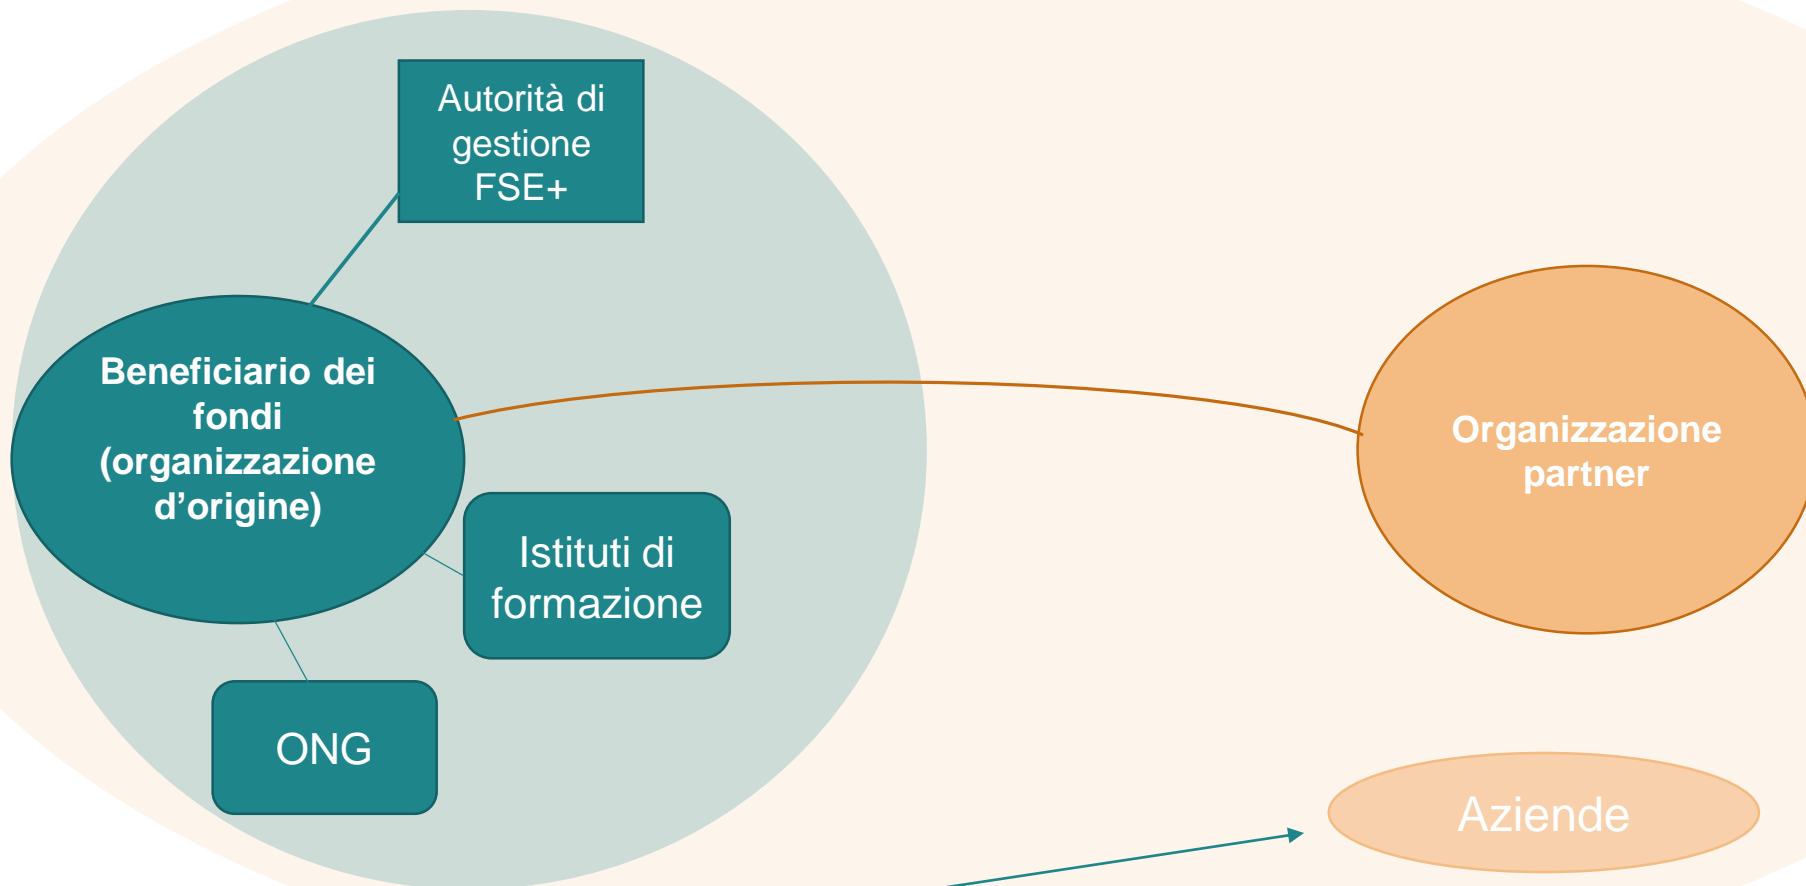 Autorità di
gestione
FSE+
Beneficiario dei
fondi
(organizzazione
d’origine)
Organizzazione
partner
Istituti di
formazione
ONG
Aziende